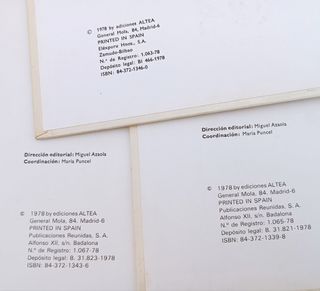 © 1978 by ediciones ALTEA
General Mola, 84, Madrid-6
PRINTED IN SPAIN
Eléxpuru Hnos., S.A.
Zamudio-Bilbao
N.º de Registro: 1.063-78
Depósito legal: BI 466-1978
ISBN: 84-372-1346-0
Dirección editorial: Miguel Azaola
Coordinación: María Puncel
© 1978 by ediciones ALTEA
General Mola, 84. Madrid-6
PRINTED IN SPAIN
Publicaciones Reunidas, S. A.
Alfonso XII, s/n. Badalona
N.º de Registro: 1.067-78
Depósito legal: B. 31.823-1978
ISBN: 84-372-1343-6
Dirección editorial: Miguel Azaola
Coordinación: María Puncel
© 1978 by ediciones ALTEA
General Mola, 84. Madrid-6
PRINTED IN SPAIN
Publicaciones Reunidas, S. A.
Alfonso XII, s/n. Badalona
N.º de Registro: 1.065-78
Depósito legal: B. 31.821-1978
ISBN: 84-372-1339-8